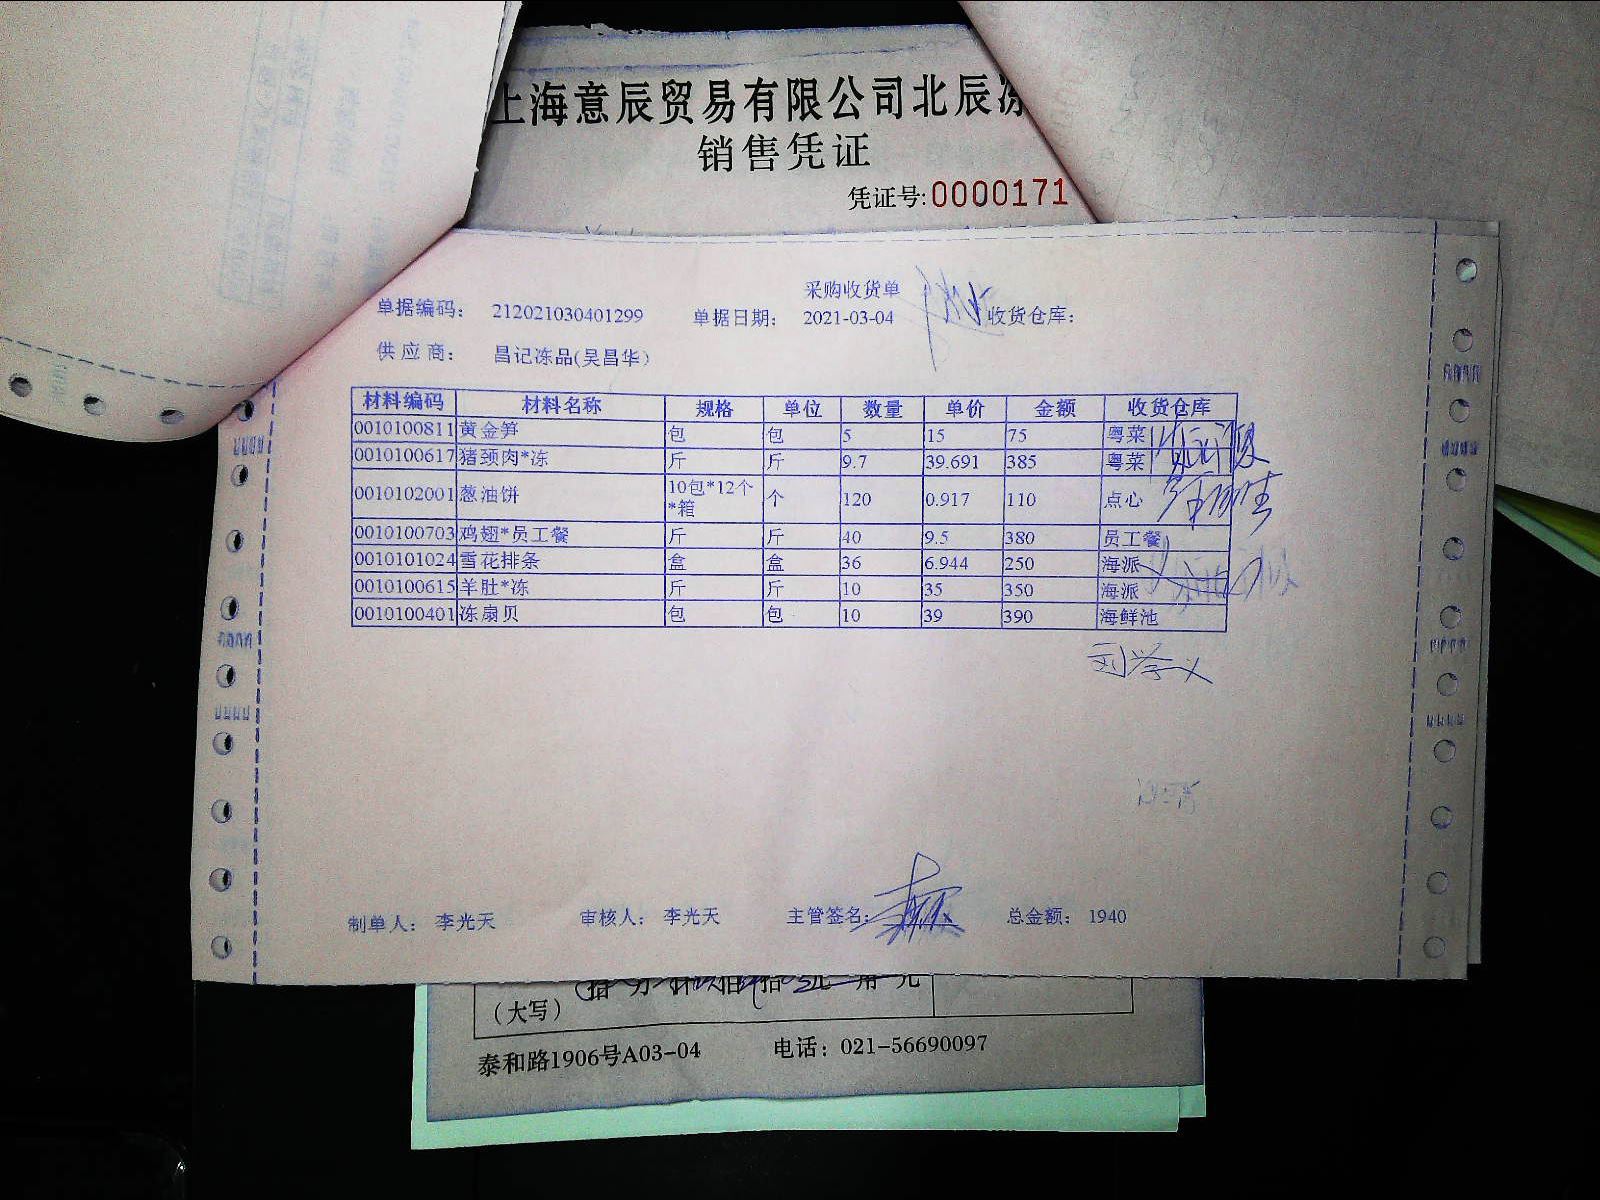 上海意辰贸易有限公司北辰冻
销售凭证
凭证号:0000171
采购收货单
单据编码: 212021030401299 单据日期: 2021-03-04 收货仓库:
供应商: 昌记冻品(吴昌华)
材料编码 材料名称 规格 单位 数量 单价 金额 收货仓库
0010100811 黄金笋 包 包 5 15 75 粤菜
0010100617 猪颈肉*冻 斤 斤 9.7 39.691 385 粤菜
0010102001 葱油饼 10包*12个*箱 个 120 0.917 110 点心
0010100703 鸡翅*员工餐 斤 斤 40 9.5 380 员工餐
0010101024 雪花排条 盒 盒 36 6.944 250 海派
0010100615 羊肚*冻 斤 斤 10 35 350 海派
0010100401 冻扇贝 包 包 10 39 390 海鲜池
刘学义
制单人: 李光天 审核人: 李光天 主管签名: 总金额: 1940
(大写)
泰和路1906号A03-04 电话: 021-56690097